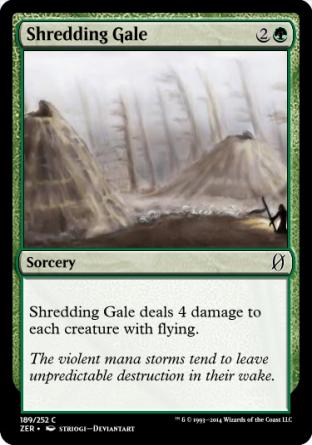 Shredding Gale 2
Sorcery
Shredding Gale deals 4 damage to
each creature with flying.
The violent mana storms tend to leave
unpredictable destruction in their wake.
189/252 C
™ & © 1993–2014 Wizards of the Coast LLC
ZER • STRIOGI–DEVIANTART